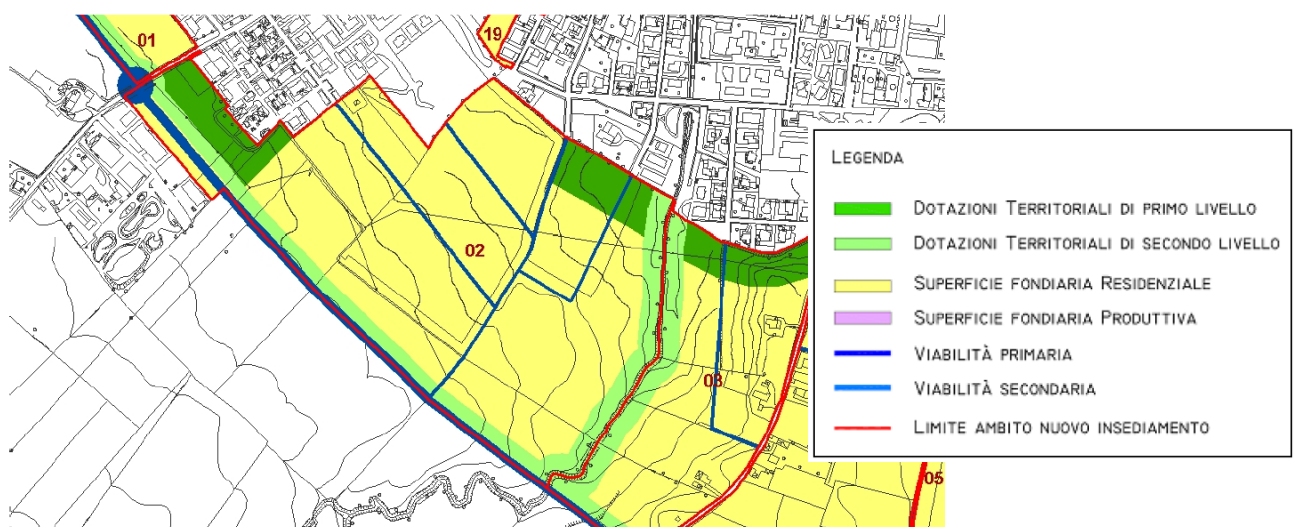 01
19
02
03
05
LEGENDA
DOTAZIONI TERRITORIALI DI PRIMO LIVELLO
DOTAZIONI TERRITORIALI DI SECONDO LIVELLO
SUPERFICIE FONDIARIA RESIDENZIALE
SUPERFICIE FONDIARIA PRODUTTIVA
VIABILITÀ PRIMARIA
VIABILITÀ SECONDARIA
LIMITE AMBITO NUOVO INSEDIAMENTO